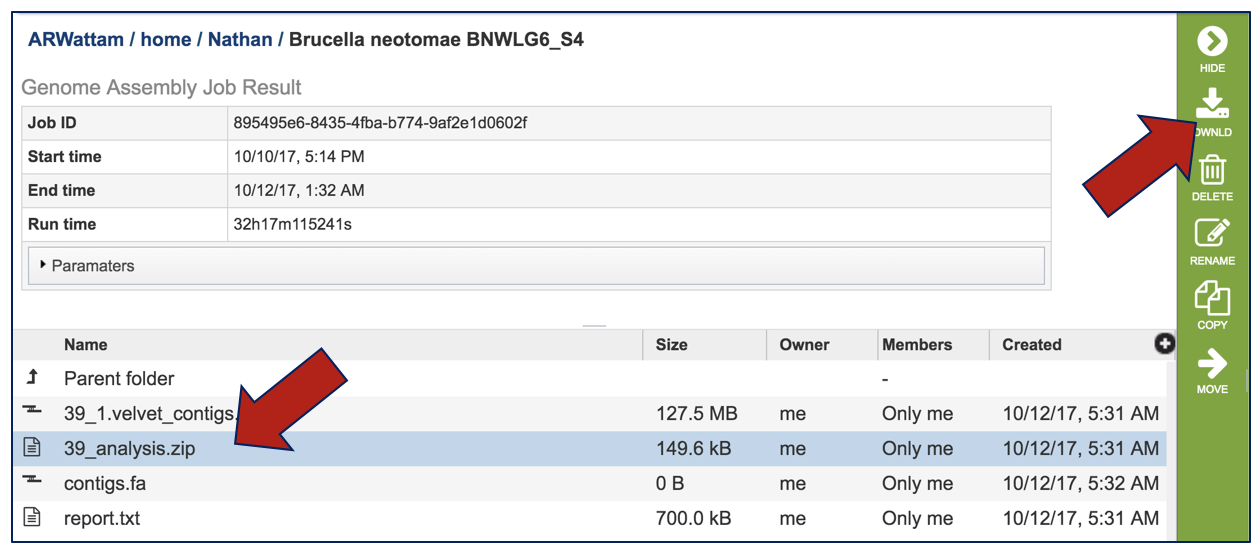 ARWattam / home / Nathan / Brucella neotomae BNWLG6_S4
Genome Assembly Job Result
Job ID 895495e6-8435-4fba-b774-9af2e1d0602f
Start time 10/10/17, 5:14 PM
End time 10/12/17, 1:32 AM
Run time 32h17m115241s
Paramaters
Name Size Owner Members Created
Parent folder -
39_1.velvet_contigs. 127.5 MB me Only me 10/12/17, 5:31 AM
39_analysis.zip 149.6 kB me Only me 10/12/17, 5:31 AM
contigs.fa 0 B me Only me 10/12/17, 5:32 AM
report.txt 700.0 kB me Only me 10/12/17, 5:31 AM
HIDE
DELETE
RENAME
COPY
MOVE